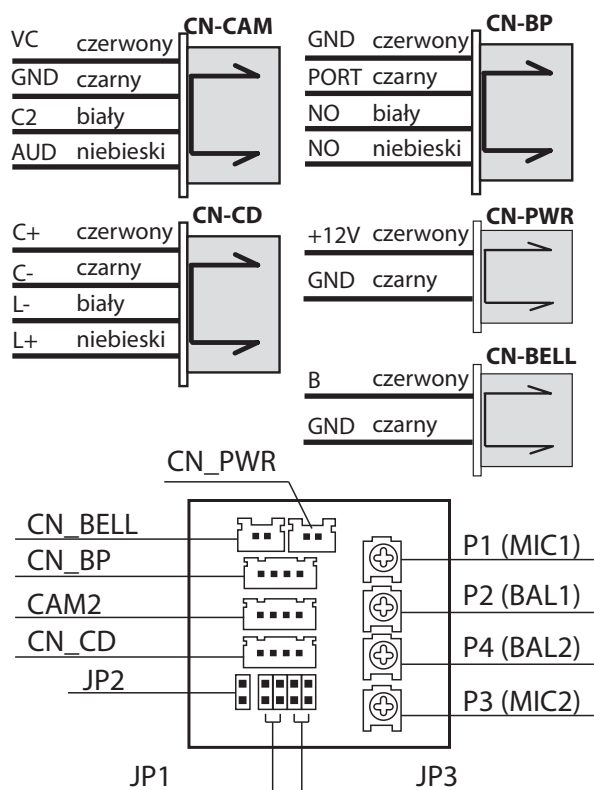 CN-CAM
VC czerwony
GND czarny
C2 biały
AUD niebieski
CN-BP
GND czerwony
PORT czarny
NO biały
NO niebieski
CN-CD
C+ czerwony
C- czarny
L- biały
L+ niebieski
CN-PWR
+12V czerwony
GND czarny
CN-BELL
B czerwony
GND czarny
CN_PWR
CN_BELL
CN_BP
CAM2
CN_CD
JP2
P1 (MIC1)
P2 (BAL1)
P4 (BAL2)
P3 (MIC2)
JP1 JP3